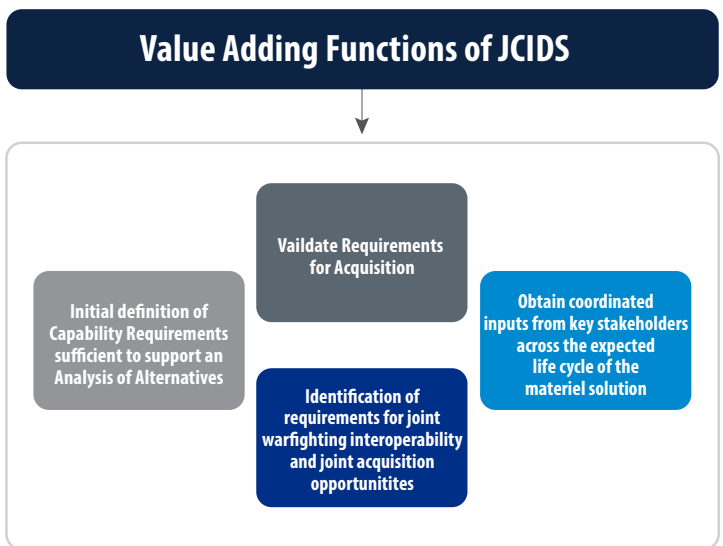 Value Adding Functions of JCIDS
Vaildate Requirements
for Acquisition
Initial definition of
Capability Requirements
sufficient to support an
Analysis of Alternatives
Obtain coordinated
inputs from key stakeholders
across the expected
life cycle of the
materiel solution
Identification of
requirements for joint
warfighting interoperability
and joint acquisition
opportunitites